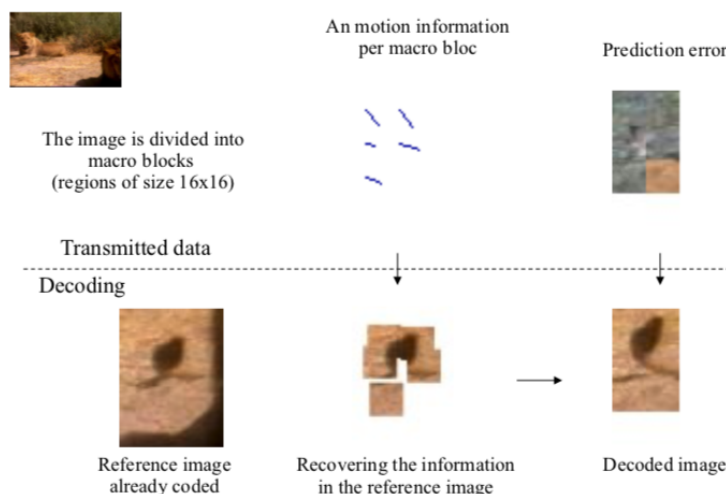 An motion information
per macro bloc
Prediction error
The image is divided into
macro blocks
(regions of size 16x16)
Transmitted data
Decoding
Reference image
already coded
Recovering the information
in the reference image
Decoded image